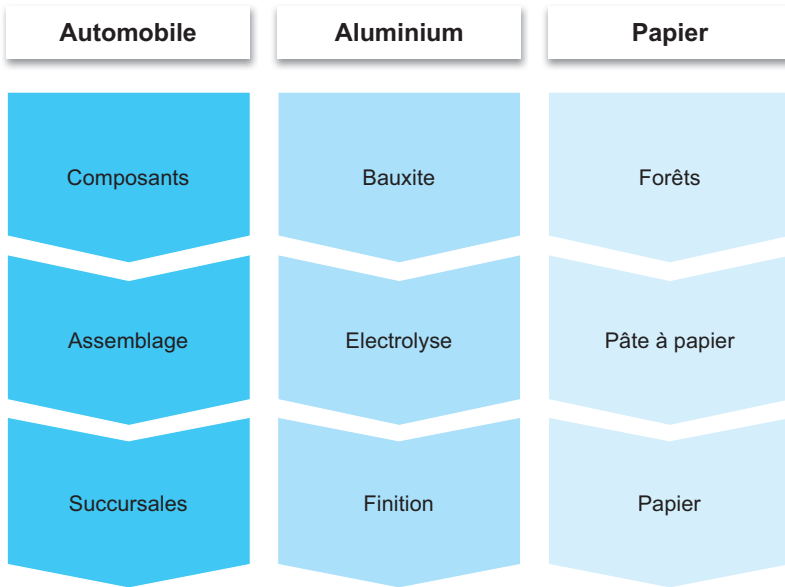 Automobile
Aluminium
Papier
Composants
Bauxite
Forêts
Assemblage
Electrolyse
Pâte à papier
Succursales
Finition
Papier